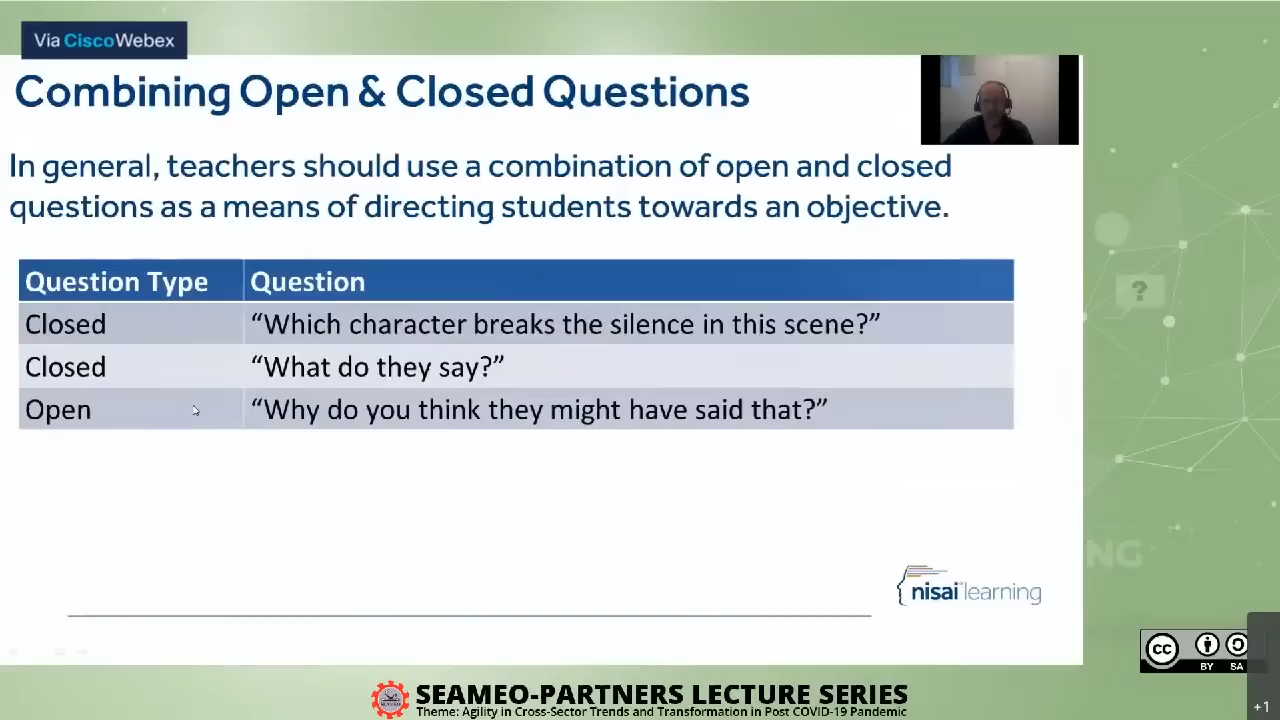 Via CiscoWebex
Combining Open & Closed Questions
In general, teachers should use a combination of open and closed
questions as a means of directing students towards an objective.
Question Type Question
Closed “Which character breaks the silence in this scene?”
Closed “What do they say?”
Open “Why do you think they might have said that?”
?
NG
nisai learning
CC BY SA
+1
SEAMEO-PARTNERS LECTURE SERIES
Theme: Agility in Cross-Sector Trends and Transformation in Post COVID-19 Pandemic